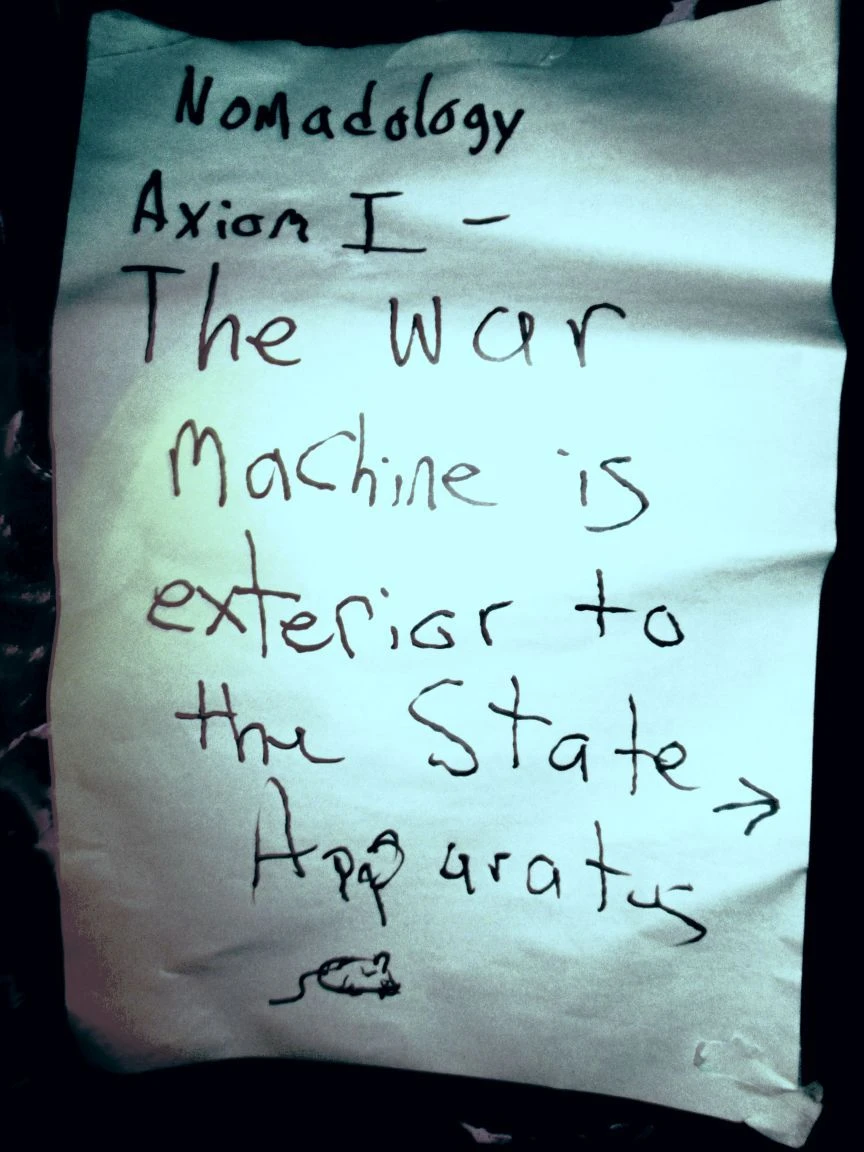 Nomadology
Axiom I -
The war
machine is
exterior to
the State
Apparatus →